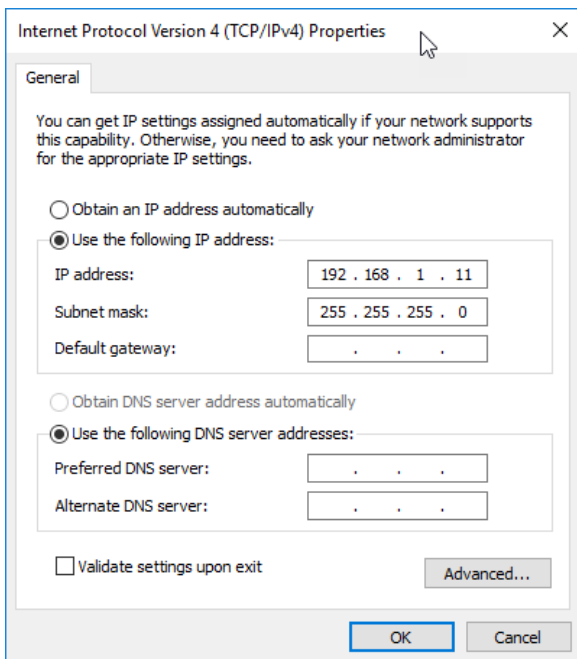 Internet Protocol Version 4 (TCP/IPv4) Properties
General
You can get IP settings assigned automatically if your network supports
this capability. Otherwise, you need to ask your network administrator
for the appropriate IP settings.
Obtain an IP address automatically
Use the following IP address:
IP address: 192 . 168 . 1 . 11
Subnet mask: 255 . 255 . 255 . 0
Default gateway: . . .
Obtain DNS server address automatically
Use the following DNS server addresses:
Preferred DNS server: . . .
Alternate DNS server: . . .
Validate settings upon exit
Advanced...
OK Cancel